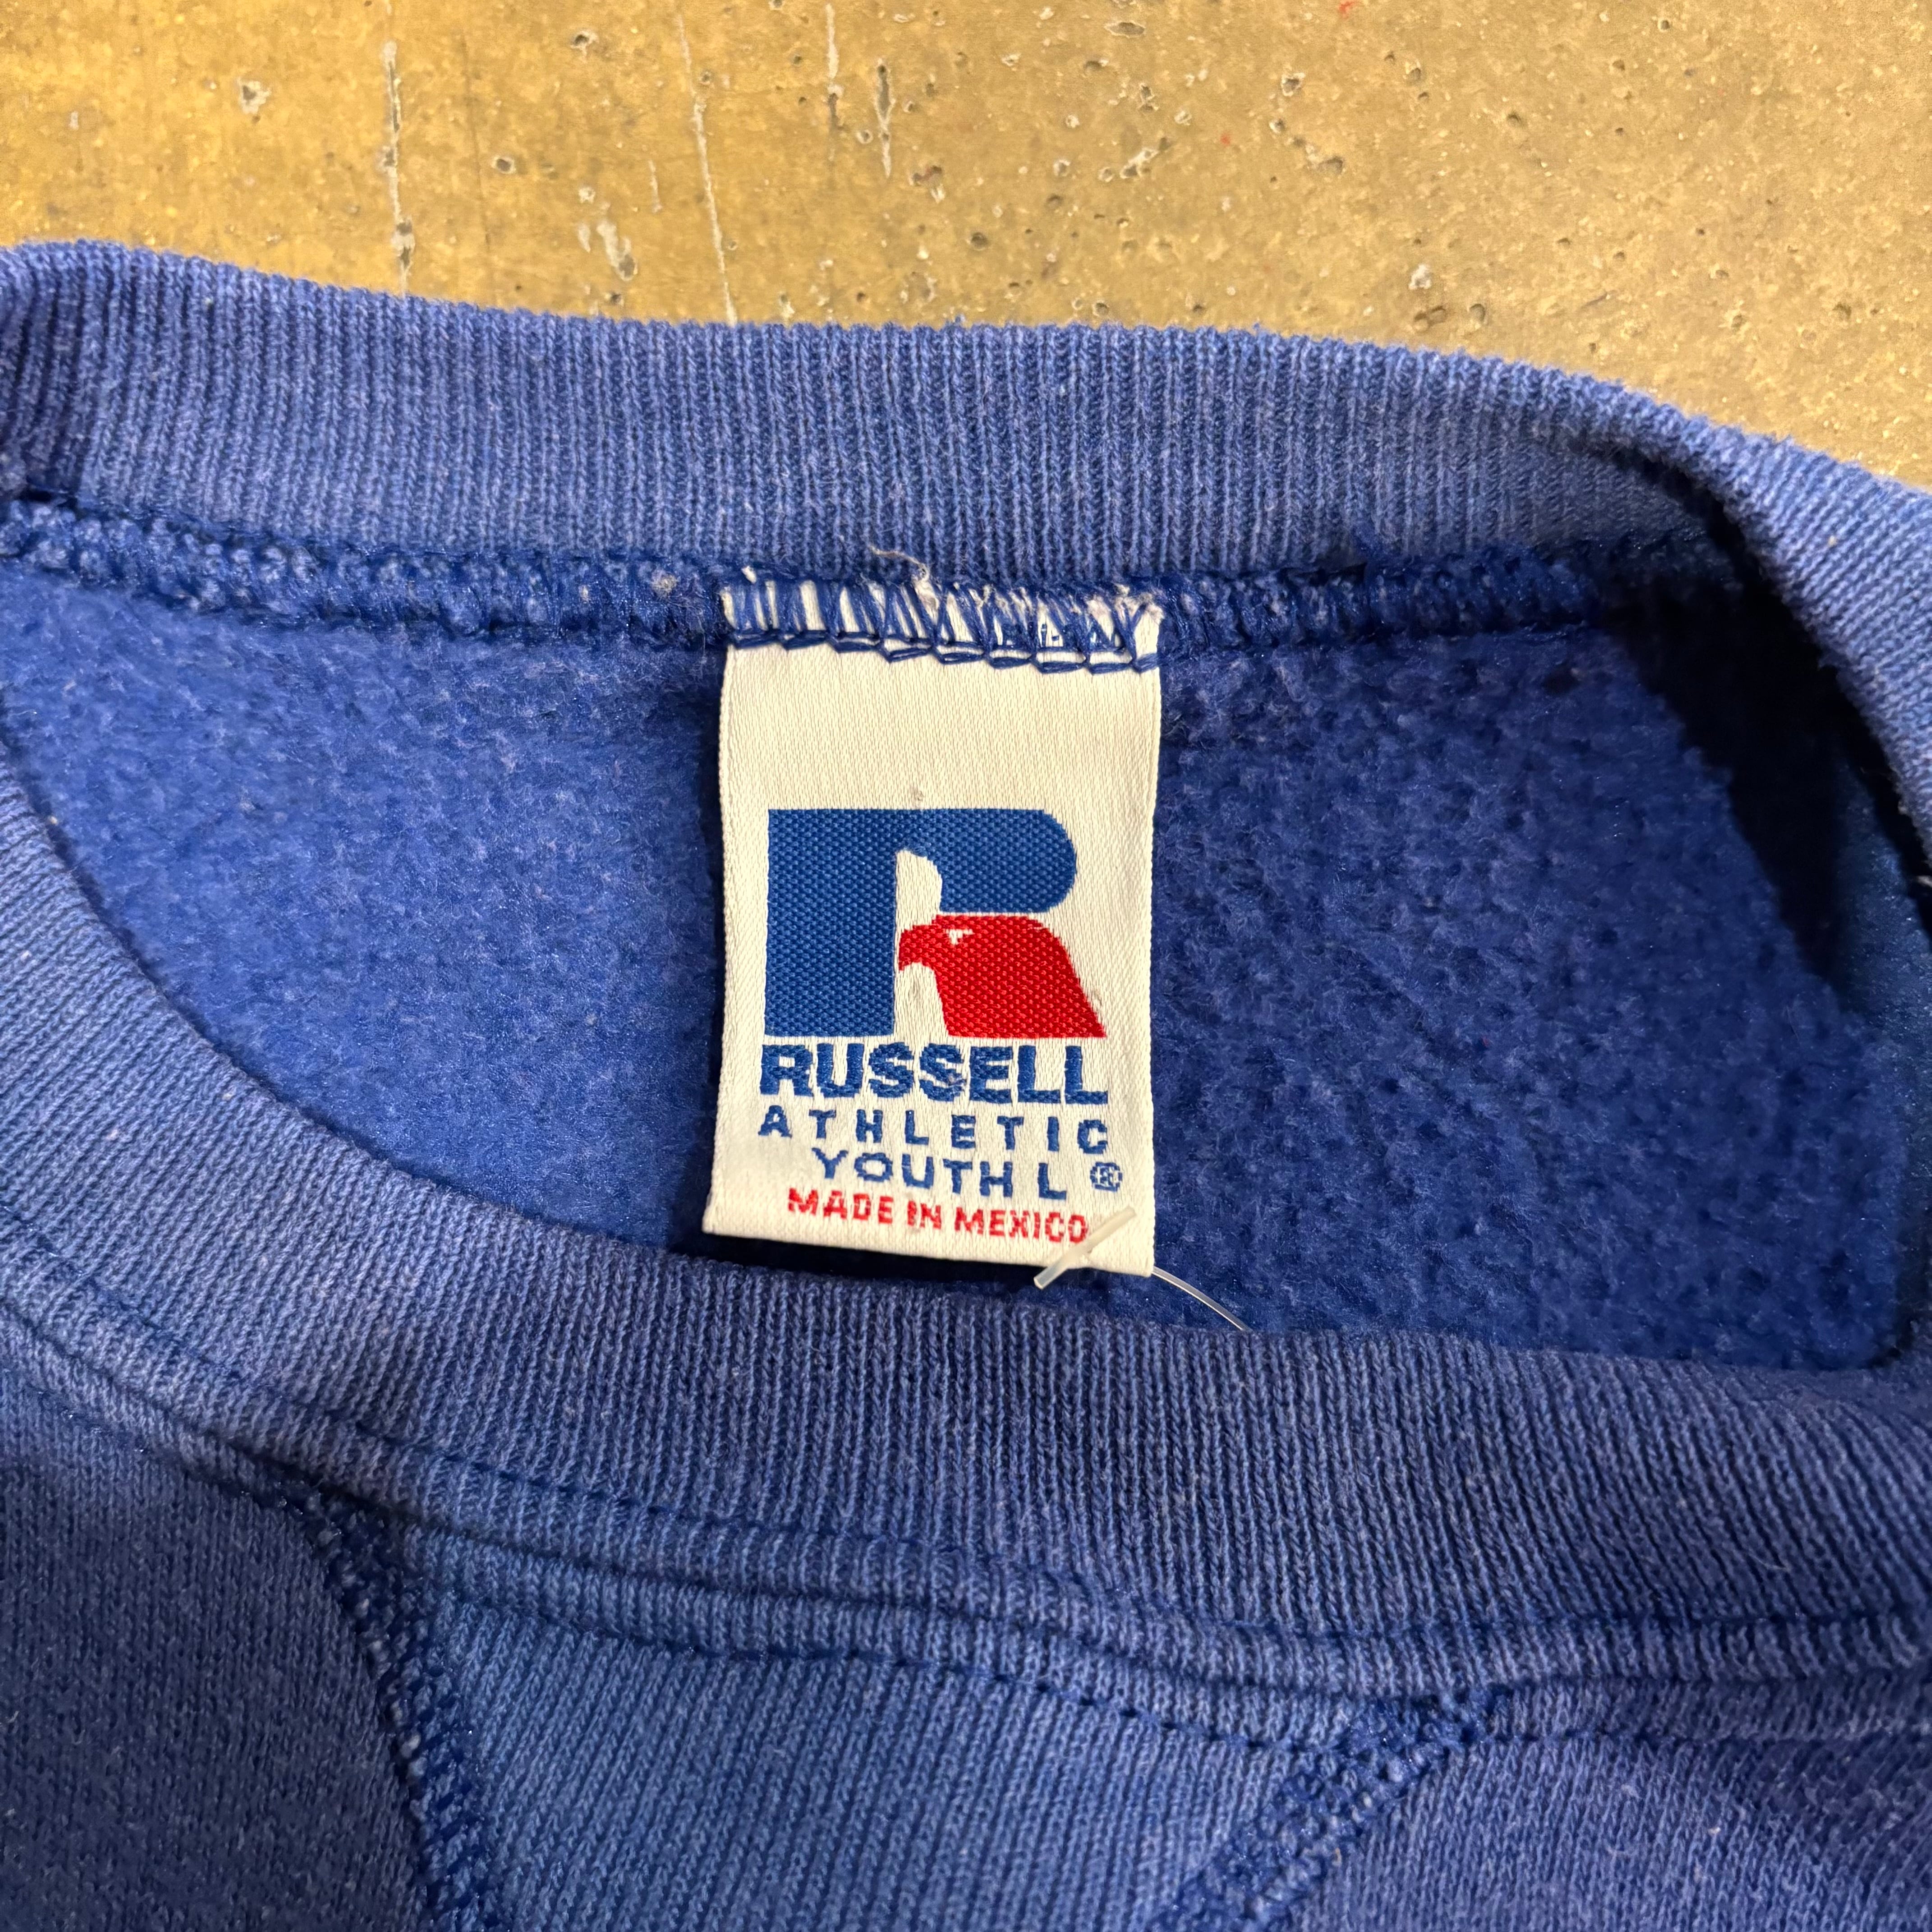 RUSSELL
ATHLETIC
YOUTH L ®
MADE IN MEXICO